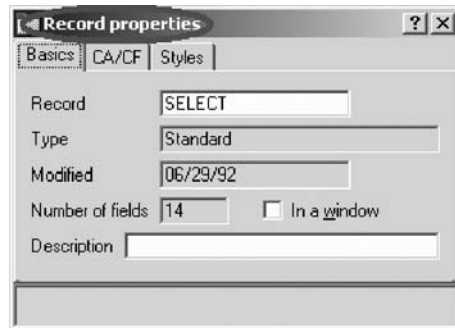 Record properties
Basics CA/CF Styles
Record SELECT
Type Standard
Modified 06/29/92
Number of fields 14 In a window
Description